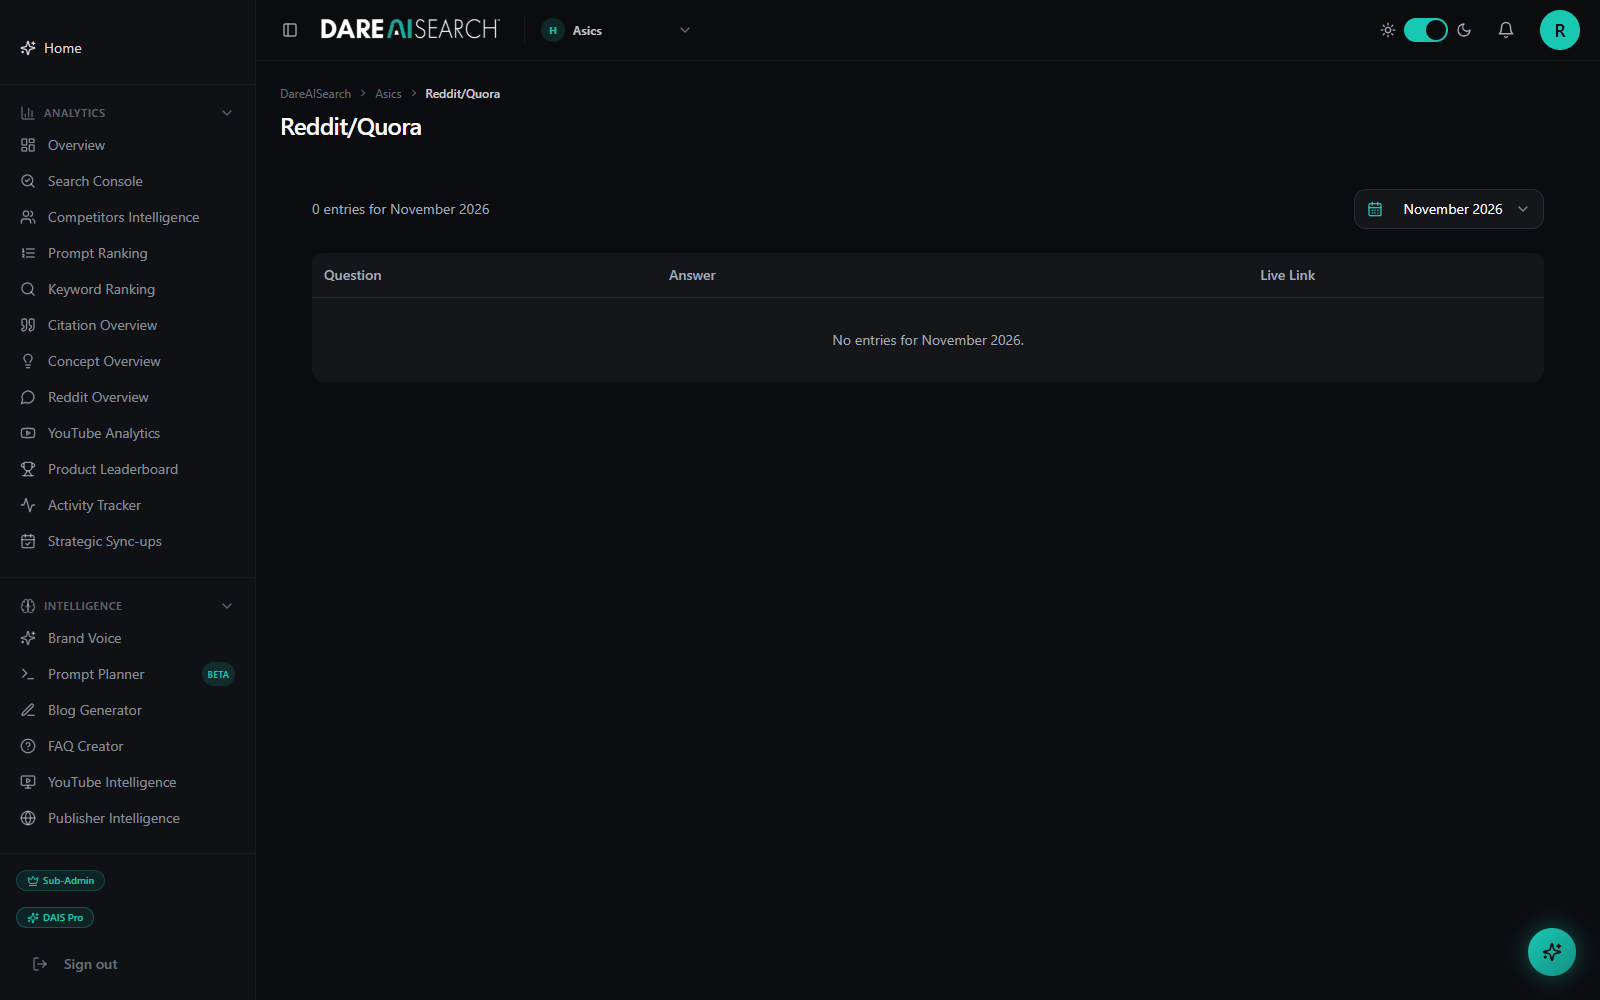 Home
ANALYTICS
Overview
Search Console
Competitors Intelligence
Prompt Ranking
Keyword Ranking
Citation Overview
Concept Overview
Reddit Overview
YouTube Analytics
Product Leaderboard
Activity Tracker
Strategic Sync-ups
INTELLIGENCE
Brand Voice
Prompt Planner BETA
Blog Generator
FAQ Creator
YouTube Intelligence
Publisher Intelligence
Sub-Admin
DAIS Pro
Sign out
DARE AI SEARCH H Asics R
DareAISearch > Asics > Reddit/Quora
Reddit/Quora
0 entries for November 2026 November 2026
Question Answer Live Link
No entries for November 2026.